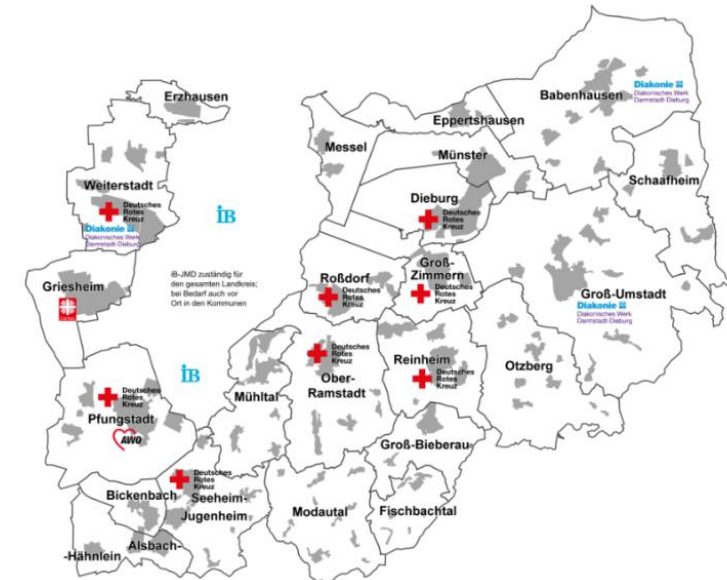 Erzhausen
Babenhausen
Diakonie
Diakonisches Werk
Darmstadt-Dieburg
Eppertshausen
Messel
Münster
Schaafheim
Weiterstadt
Deutsches
Rotes
Kreuz
Diakonie
Diakonisches Werk
Darmstadt-Dieburg
iB
Dieburg
Deutsches
Rotes
Kreuz
Griesheim
iB-JMD zuständig für
den gesamten Landkreis;
bei Bedarf auch vor
Ort in den Kommunen
Roßdorf
Deutsches
Rotes
Kreuz
Groß-
Zimmern
Deutsches
Rotes
Kreuz
Groß-Umstadt
Diakonie
Diakonisches Werk
Darmstadt-Dieburg
iB
Mühltal
Deutsches
Rotes
Kreuz
Ober-
Ramstadt
Reinheim
Deutsches
Rotes
Kreuz
Otzberg
Deutsches
Rotes
Kreuz
Pfungstadt
AWO
Groß-Bieberau
Deutsches
Rotes
Kreuz
Bickenbach
Seeheim-
Jugenheim
Modautal
Fischbachtal
Alsbach-
-Hähnlein